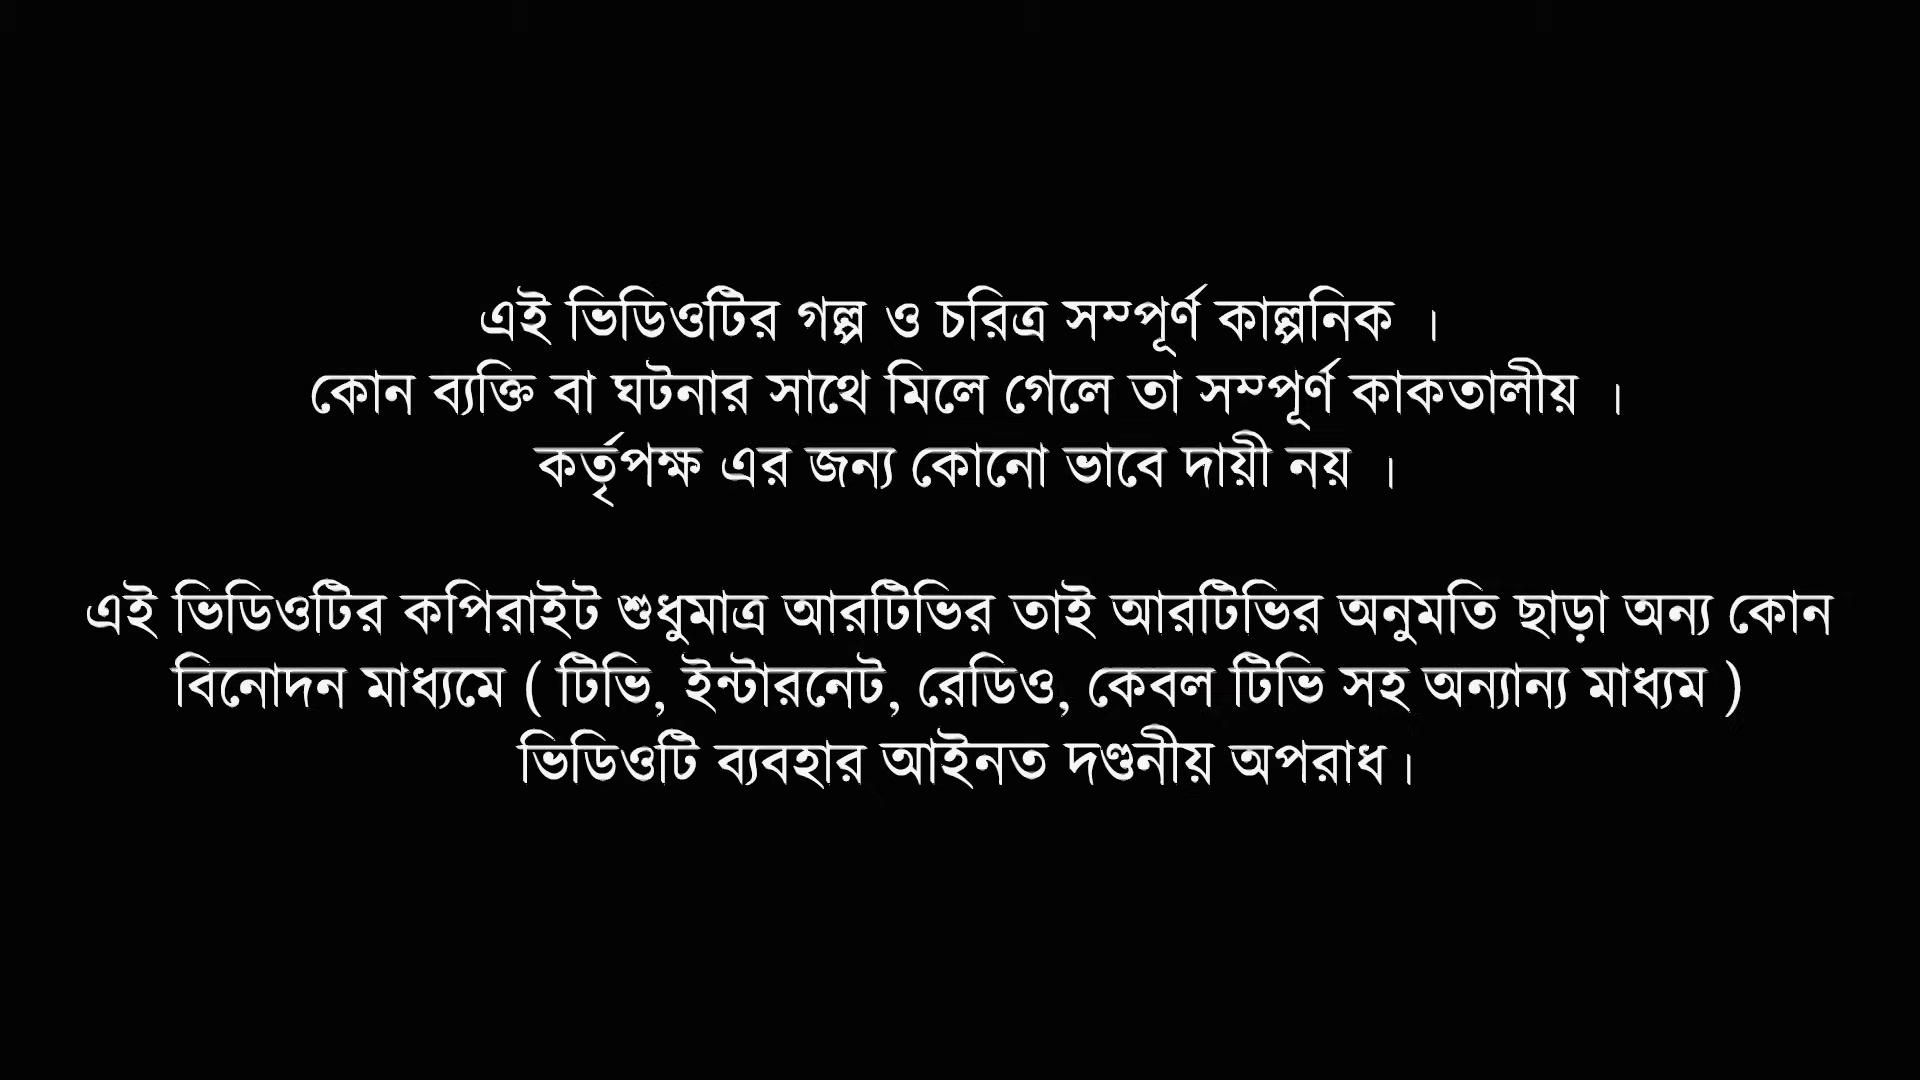 এই ভিডিওটির গল্প ও চরিত্র সম্পূর্ণ কাল্পনিক ।
কোন ব্যক্তি বা ঘটনার সাথে মিলে গেলে তা সম্পূর্ণ কাকতালীয় ।
কর্তৃপক্ষ এর জন্য কোনো ভাবে দায়ী নয় ।
এই ভিডিওটির কপিরাইট শুধুমাত্র আরটিভির তাই আরটিভির অনুমতি ছাড়া অন্য কোন
বিনোদন মাধ্যমে ( টিভি, ইন্টারনেট, রেডিও, কেবল টিভি সহ অন্যান্য মাধ্যম )
ভিডিওটি ব্যবহার আইনত দণ্ডনীয় অপরাধ।